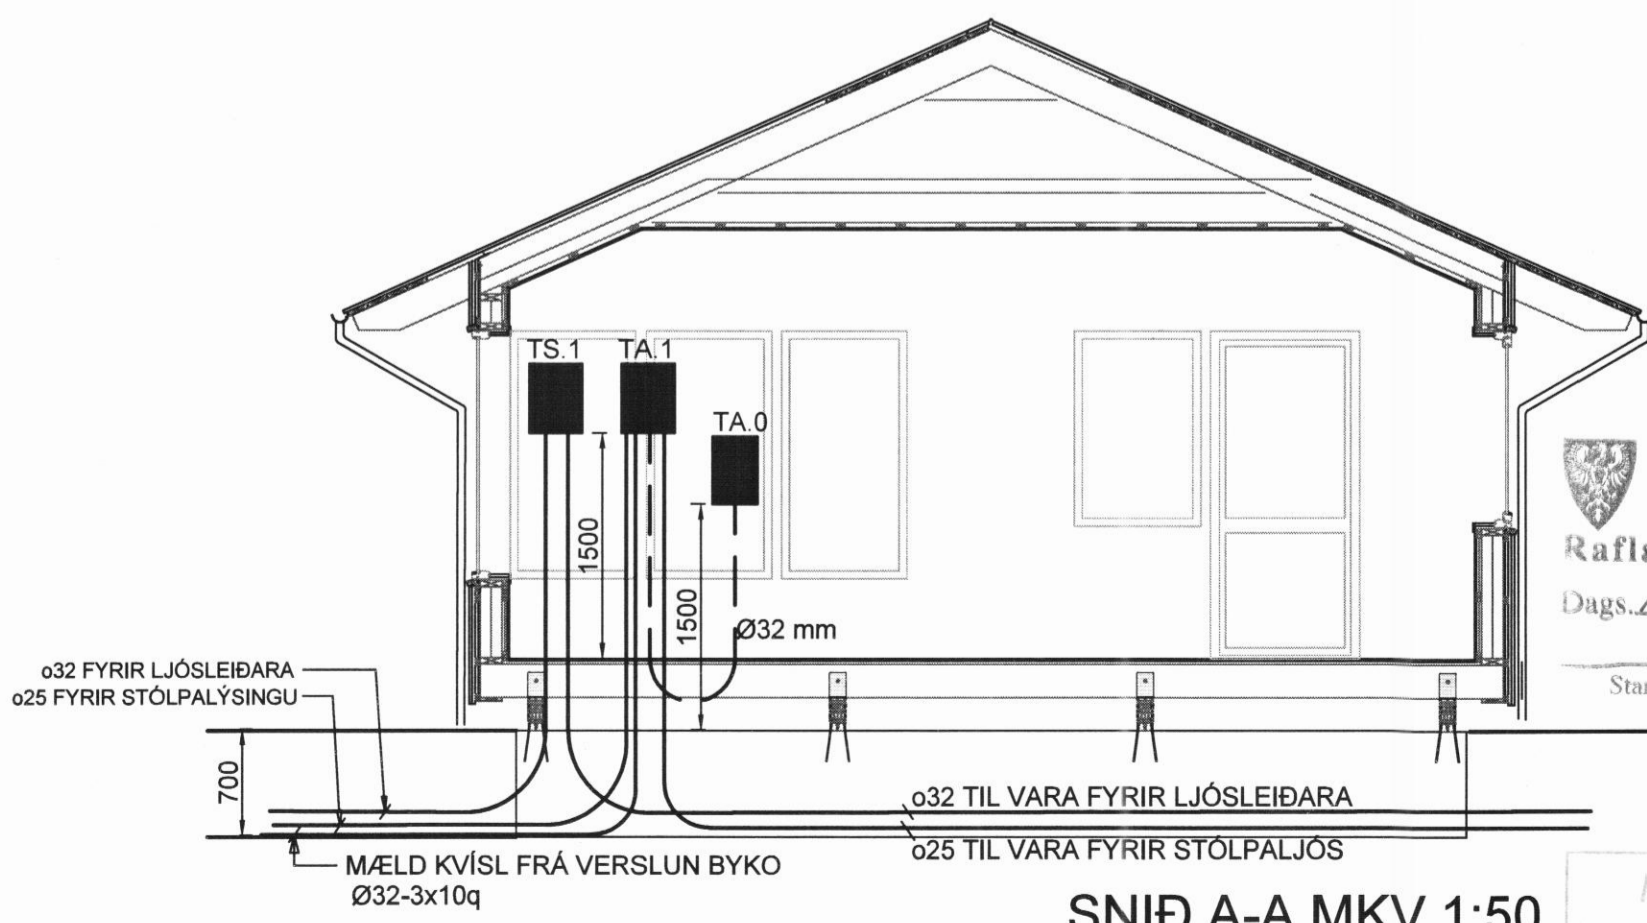 TS.1
TA.1
TA.0
1500
1500
Ø32 mm
o32 FYRIR LJÓSLEIÐARA
o25 FYRIR STÓLPALÝSINGU
700
o32 TIL VARA FYRIR LJÓSLEIÐARA
o25 TIL VARA FYRIR STÓLPALJÓS
MÆLD KVÍSL FRÁ VERSLUN BYKO
Ø32-3x10q
SNIÐ A-A MKV 1:50
Dags.